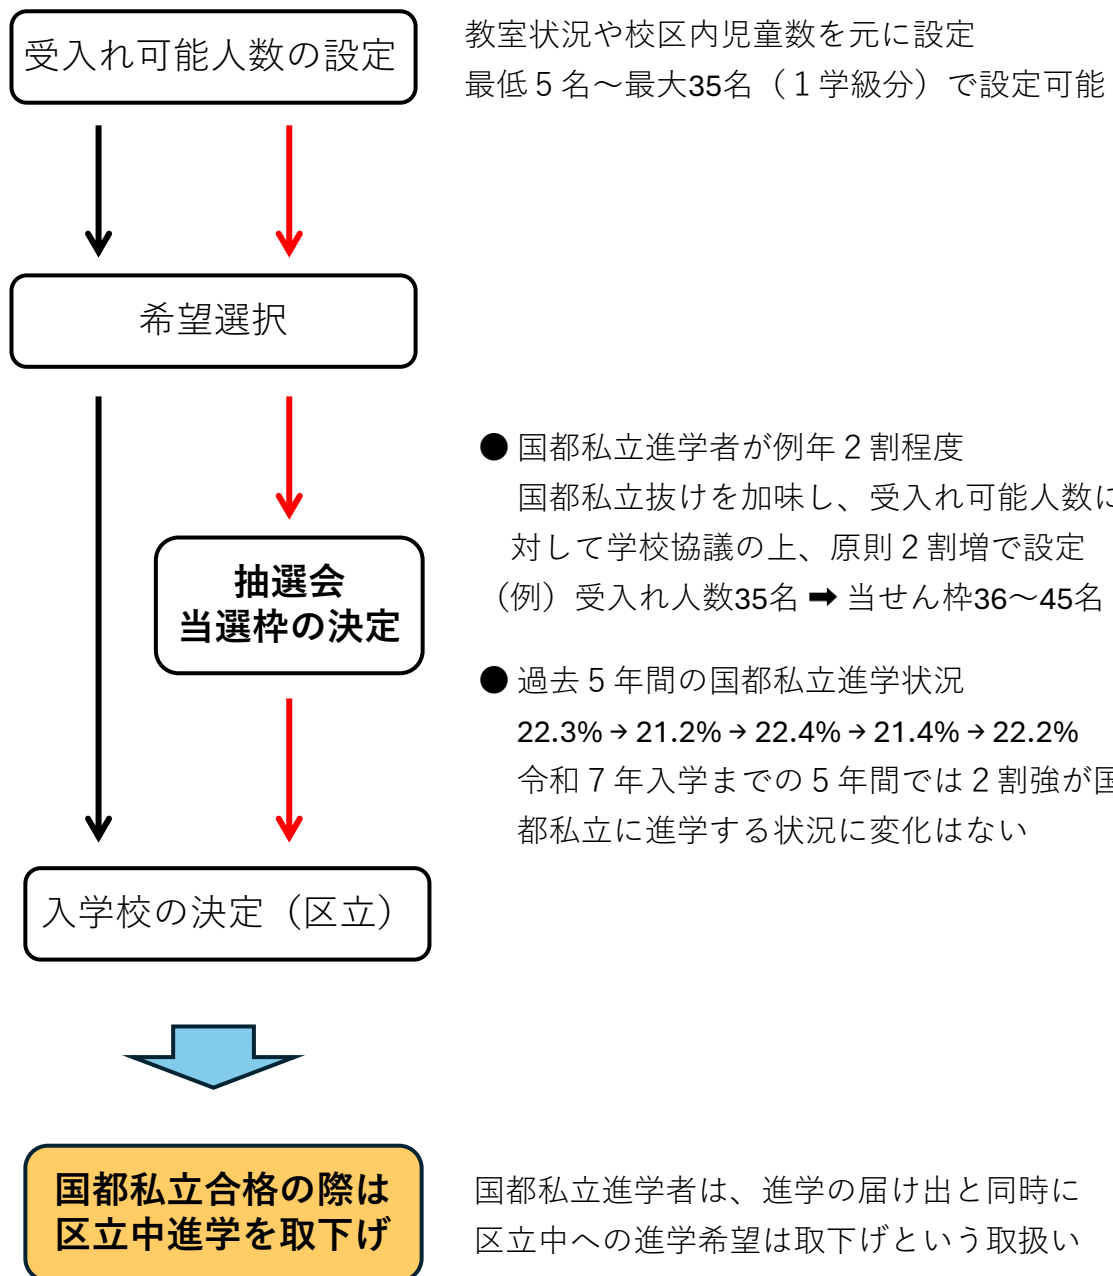 受入れ可能人数の設定
教室状況や校区内児童数を元に設定
最低５名～最大35名（１学級分）で設定可能
希望選択
● 国都私立進学者が例年２割程度
国都私立抜けを加味し、受入れ可能人数に
対して学校協議の上、原則２割増で設定
（例）受入れ人数35名 ➡ 当せん枠36～45名
抽選会
当選枠の決定
● 過去５年間の国都私立進学状況
22.3% → 21.2% → 22.4% → 21.4% → 22.2%
令和７年入学までの５年間では２割強が国
都私立に進学する状況に変化はない
入学校の決定（区立）
国都私立合格の際は
区立中進学を取下げ
国都私立進学者は、進学の届け出と同時に
区立中への進学希望は取下げという取扱い